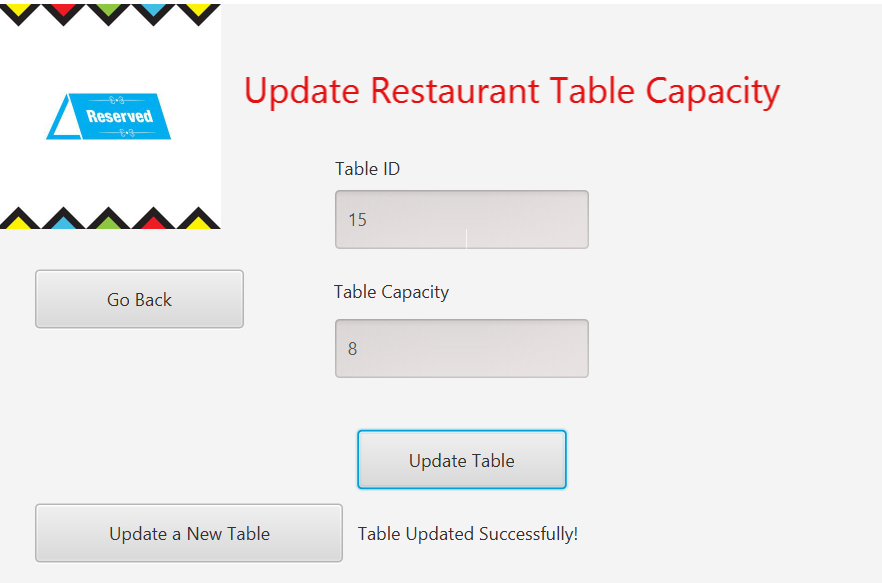 Reserved
Update Restaurant Table Capacity
Table ID
15
Go Back
Table Capacity
8
Update Table
Update a New Table
Table Updated Successfully!